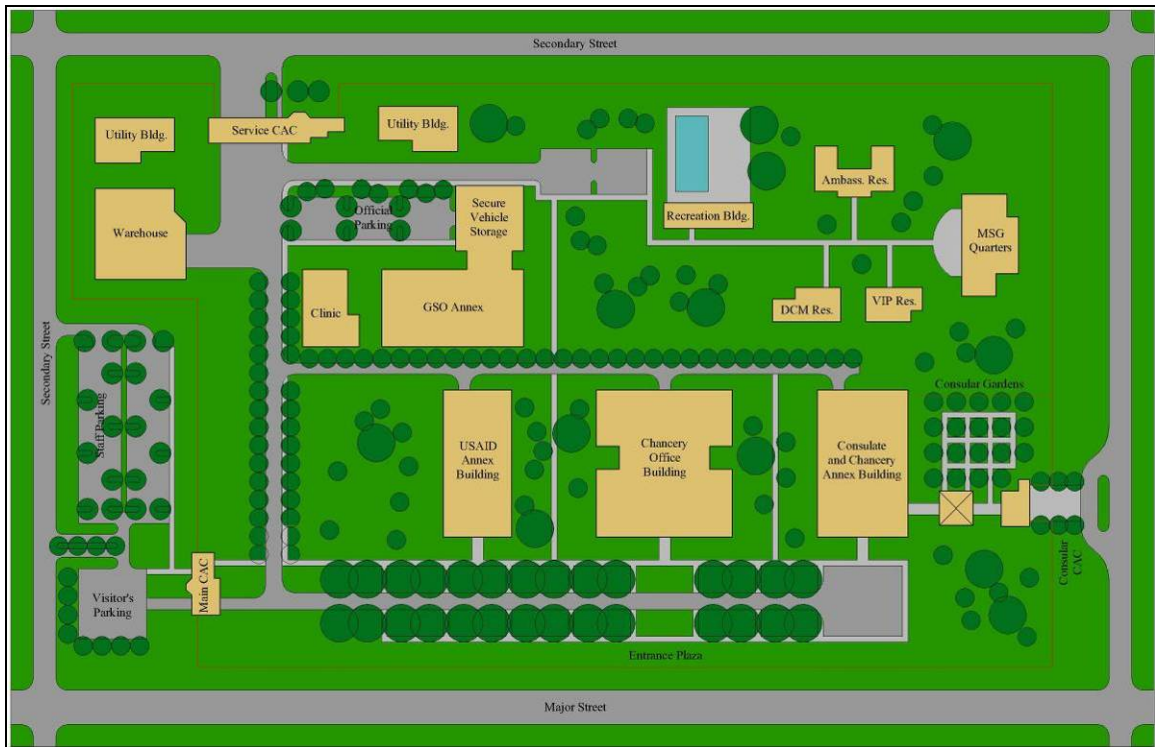 Secondary Street
Utility Bldg.
Service CAC
Utility Bldg.
Ambass. Res.
Official
Parking
Secure
Vehicle
Storage
Recreation Bldg.
Warehouse
MSG
Quarters
Clinic
GSO Annex
DCM Res.
VIP Res.
Secondary Street
Staff Parking
Consular Gardens
USAID
Annex
Building
Chancery
Office
Building
Consulate
and Chancery
Annex Building
Consular
CAC
Main CAC
Visitor's
Parking
Entrance Plaza
Major Street